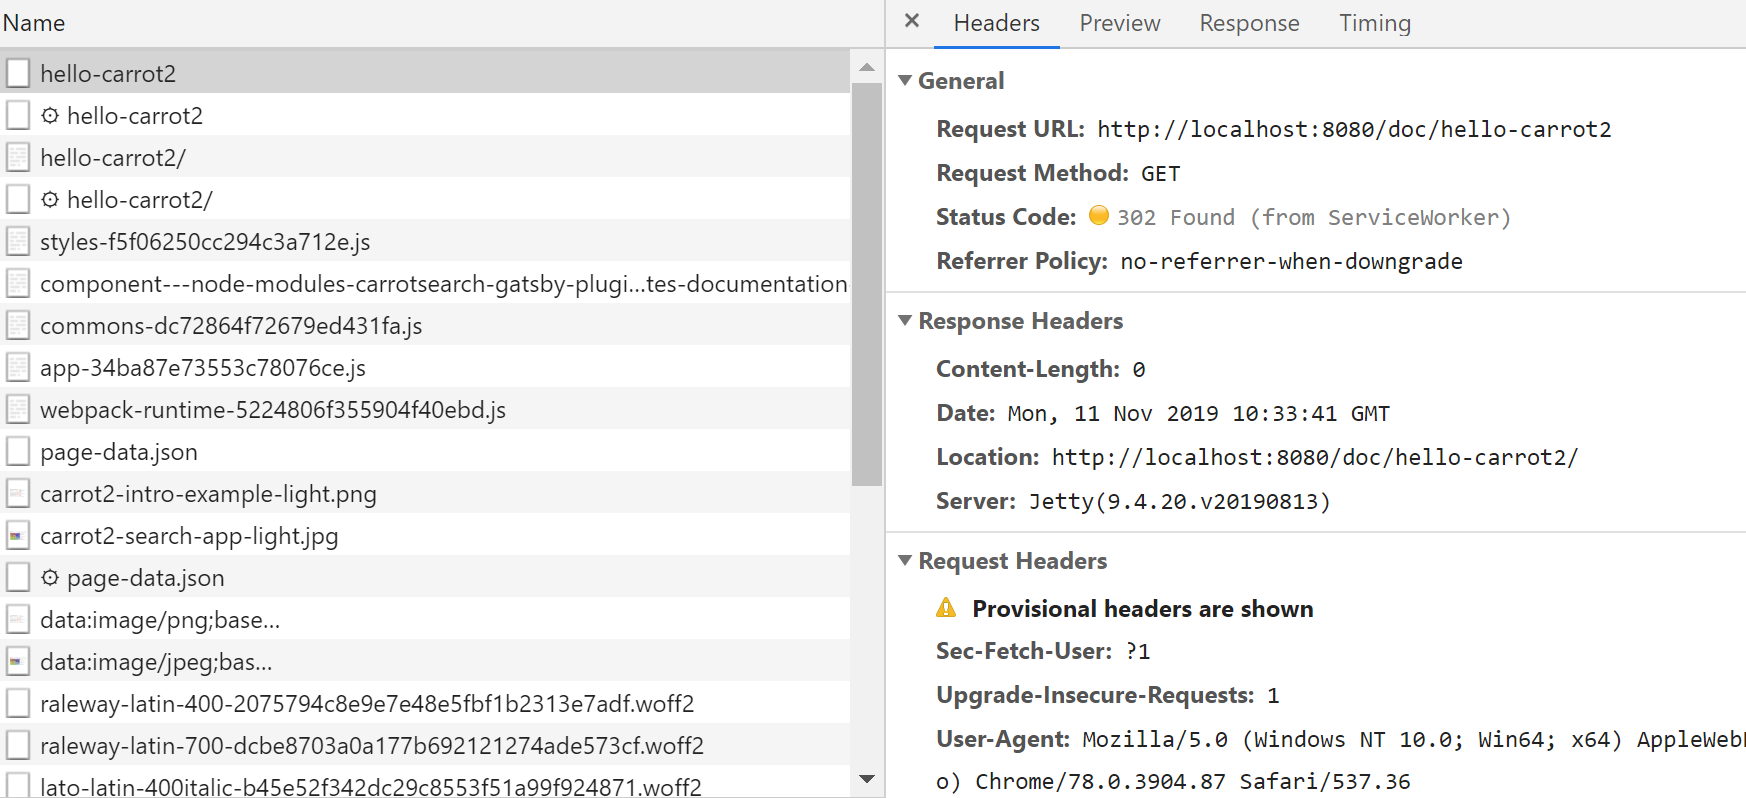 Name
hello-carrot2
hello-carrot2
hello-carrot2/
hello-carrot2/
styles-f5f06250cc294c3a712e.js
component---node-modules-carrotsearch-gatsby-plugi...tes-documentation-
commons-dc72864f72679ed431fa.js
app-34ba87e73553c78076ce.js
webpack-runtime-5224806f355904f40ebd.js
page-data.json
carrot2-intro-example-light.png
carrot2-search-app-light.jpg
page-data.json
data:image/png;base...
data:image/jpeg;bas...
raleway-latin-400-2075794c8e9e7e48e5fbf1b2313e7adf.woff2
raleway-latin-700-dcbe8703a0a177b692121274ade573cf.woff2
lato-latin-400italic-b45e52f342dc29c8553f51a99f924871.woff2
Headers Preview Response Timing
General
Request URL: http://localhost:8080/doc/hello-carrot2
Request Method: GET
Status Code: 302 Found (from ServiceWorker)
Referrer Policy: no-referrer-when-downgrade
Response Headers
Content-Length: 0
Date: Mon, 11 Nov 2019 10:33:41 GMT
Location: http://localhost:8080/doc/hello-carrot2/
Server: Jetty(9.4.20.v20190813)
Request Headers
Provisional headers are shown
Sec-Fetch-User: ?1
Upgrade-Insecure-Requests: 1
User-Agent: Mozilla/5.0 (Windows NT 10.0; Win64; x64) AppleWeb
o) Chrome/78.0.3904.87 Safari/537.36